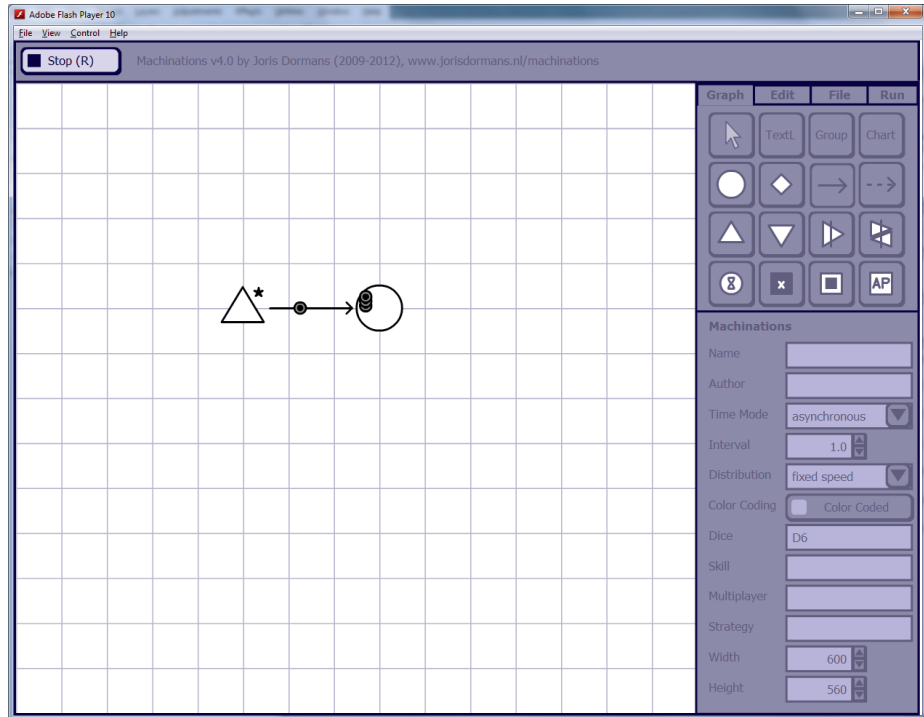 Adobe Flash Player 10
File View Control Help
Stop (R)
Machinations v4.0 by Joris Dormans (2009-2012), www.jorisdormans.nl/machinations
Graph Edit File Run
TextL Group Chart
x AP
Machinations
Name
Author
Time Mode asynchronous
Interval 1.0
Distribution fixed speed
Color Coding Color Coded
Dice D6
Skill
Multiplayer
Strategy
Width 600
Height 560